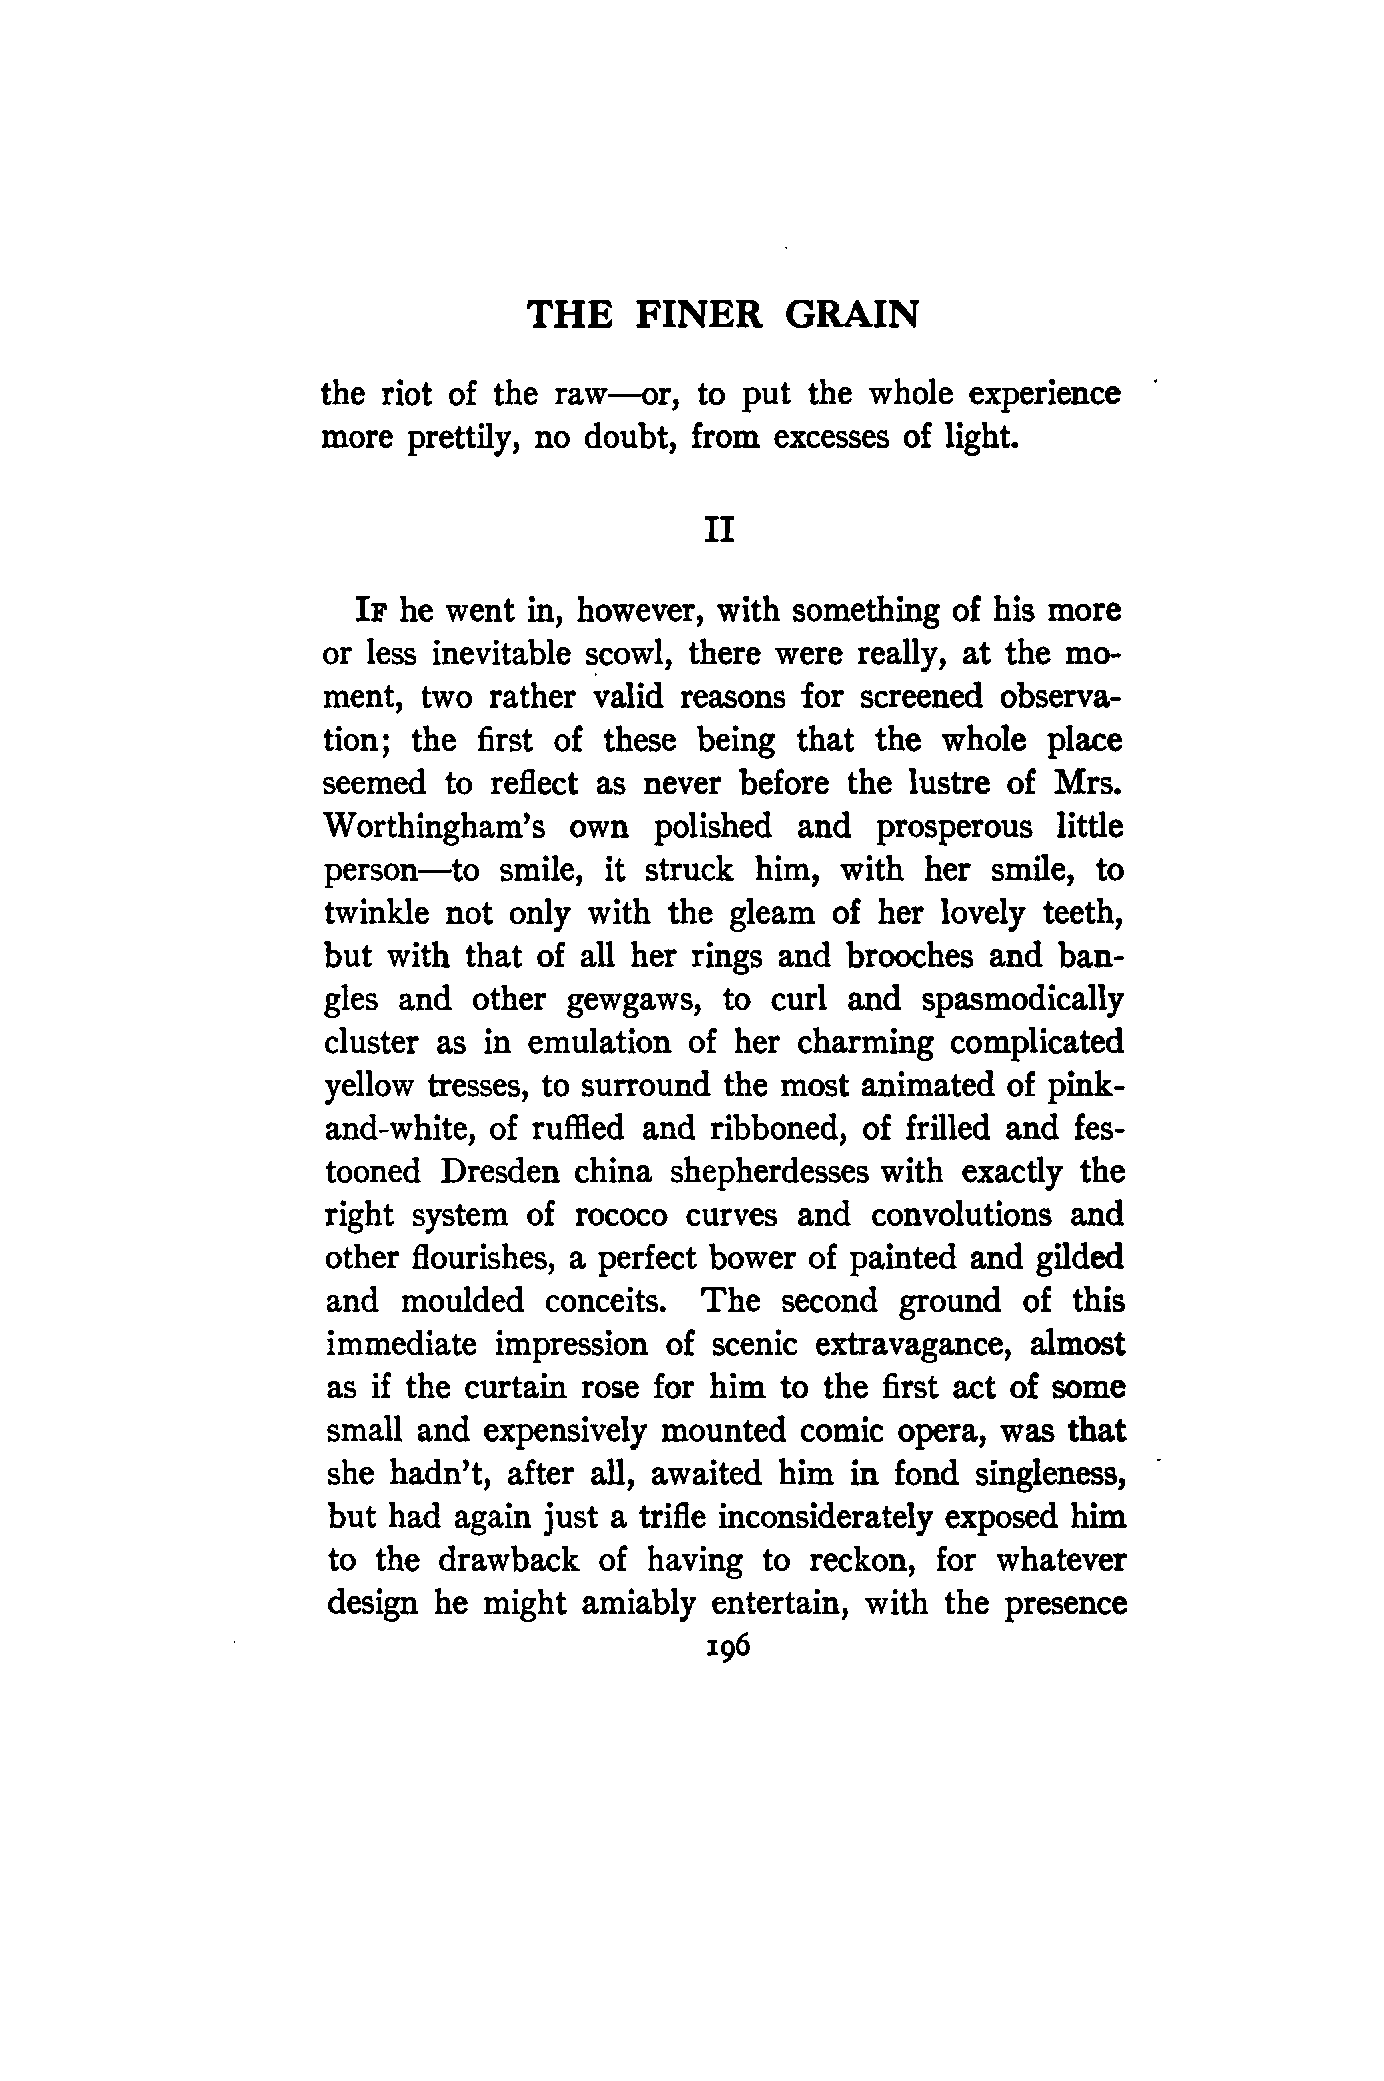 THE FINER GRAIN
the riot of the raw—or, to put the whole experience
more prettily, no doubt, from excesses of light.
II
IF he went in, however, with something of his more
or less inevitable scowl, there were really, at the mo-
ment, two rather valid reasons for screened observa-
tion; the first of these being that the whole place
seemed to reflect as never before the lustre of Mrs.
Worthingham's own polished and prosperous little
person—to smile, it struck him, with her smile, to
twinkle not only with the gleam of her lovely teeth,
but with that of all her rings and brooches and ban-
gles and other gewgaws, to curl and spasmodically
cluster as in emulation of her charming complicated
yellow tresses, to surround the most animated of pink-
and-white, of ruffled and ribboned, of frilled and fes-
tooned Dresden china shepherdesses with exactly the
right system of rococo curves and convolutions and
other flourishes, a perfect bower of painted and gilded
and moulded conceits. The second ground of this
immediate impression of scenic extravagance, almost
as if the curtain rose for him to the first act of some
small and expensively mounted comic opera, was that
she hadn't, after all, awaited him in fond singleness,
but had again just a trifle inconsiderately exposed him
to the drawback of having to reckon, for whatever
design he might amiably entertain, with the presence
196